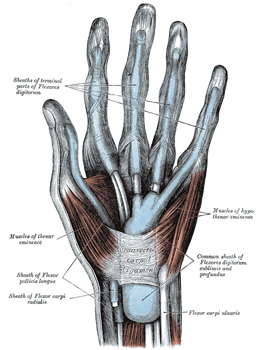 Sheaths of terminal
parts of Flexores
digitorum
Muscles of hypo-
thenar eminence
Muscles of thenar
eminence
Transverse
carpal
ligament
Sheath of Flexor
pollicis longus
Common sheath of
Flexores digitorum
sublimis and
profundus
Sheath of Flexor carpi
radialis
Flexor carpi ulnaris